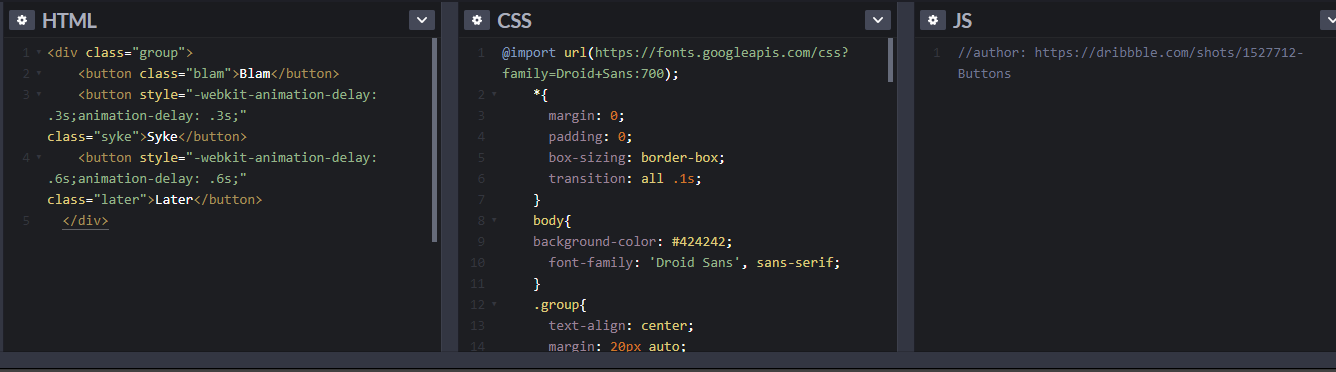 HTML
1 <div class="group">
2 <button class="blam">Blam</button>
3 <button style="-webkit-animation-delay:
.3s;animation-delay: .3s;"
class="syke">Syke</button>
4 <button style="-webkit-animation-delay:
.6s;animation-delay: .6s;"
class="later">Later</button>
5 </div>
CSS
1 @import url(https://fonts.googleapis.com/css?
family=Droid+Sans:700);
2 *{
3 margin: 0;
4 padding: 0;
5 box-sizing: border-box;
6 transition: all .1s;
7 }
8 body{
9 background-color: #424242;
10 font-family: 'Droid Sans', sans-serif;
11 }
12 .group{
13 text-align: center;
14 margin: 20px auto;
JS
1 //author: https://dribbble.com/shots/1527712-
Buttons